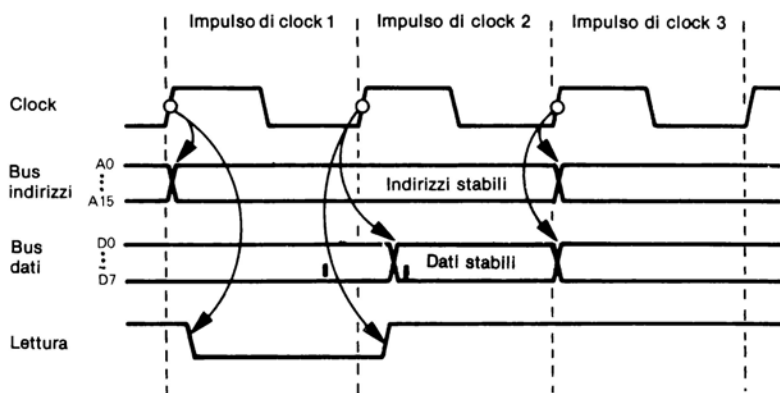 Impulso di clock 1
Impulso di clock 2
Impulso di clock 3
Clock
Bus
indirizzi
A0
A15
Indirizzi stabili
Bus
dati
D0
D7
Dati stabili
Lettura